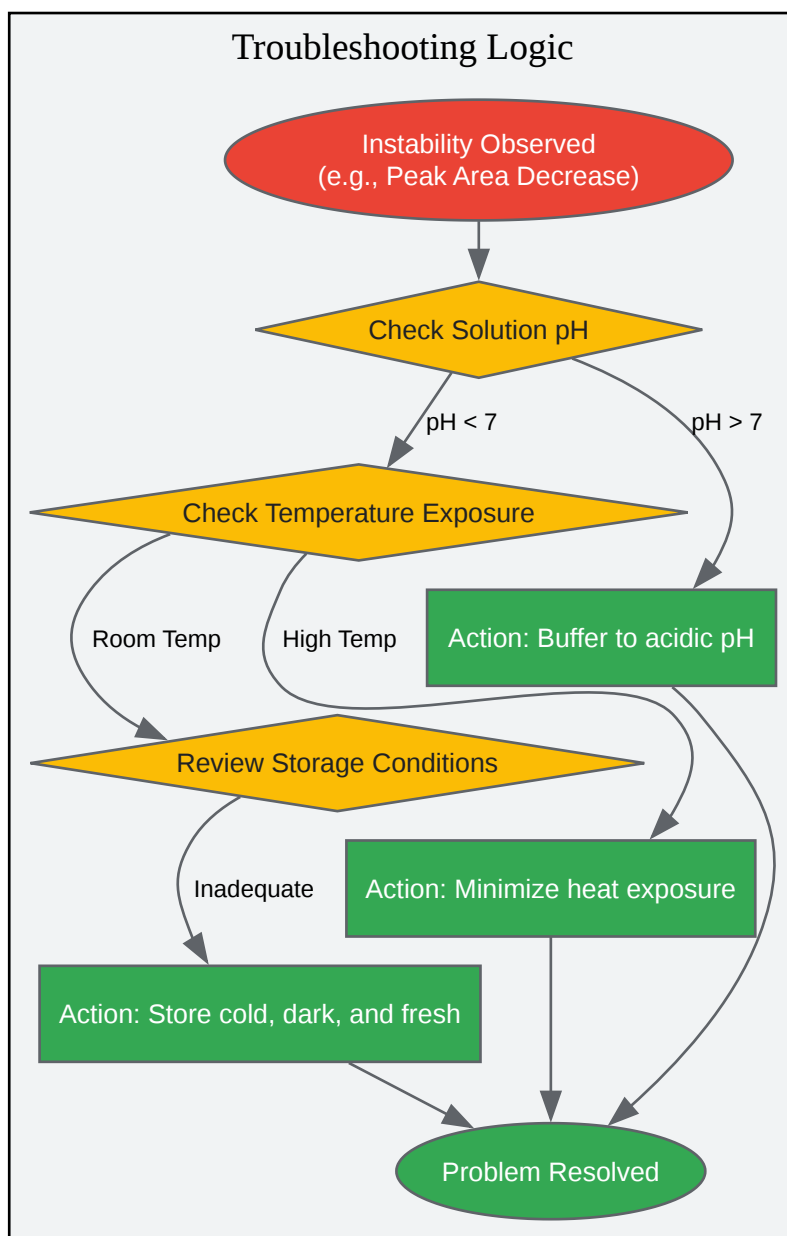 Troubleshooting Logic
Instability Observed
(e.g., Peak Area Decrease)
Check Solution pH
pH < 7
pH > 7
Check Temperature Exposure
Room Temp
High Temp
Action: Buffer to acidic pH
Review Storage Conditions
Inadequate
Action: Minimize heat exposure
Action: Store cold, dark, and fresh
Problem Resolved